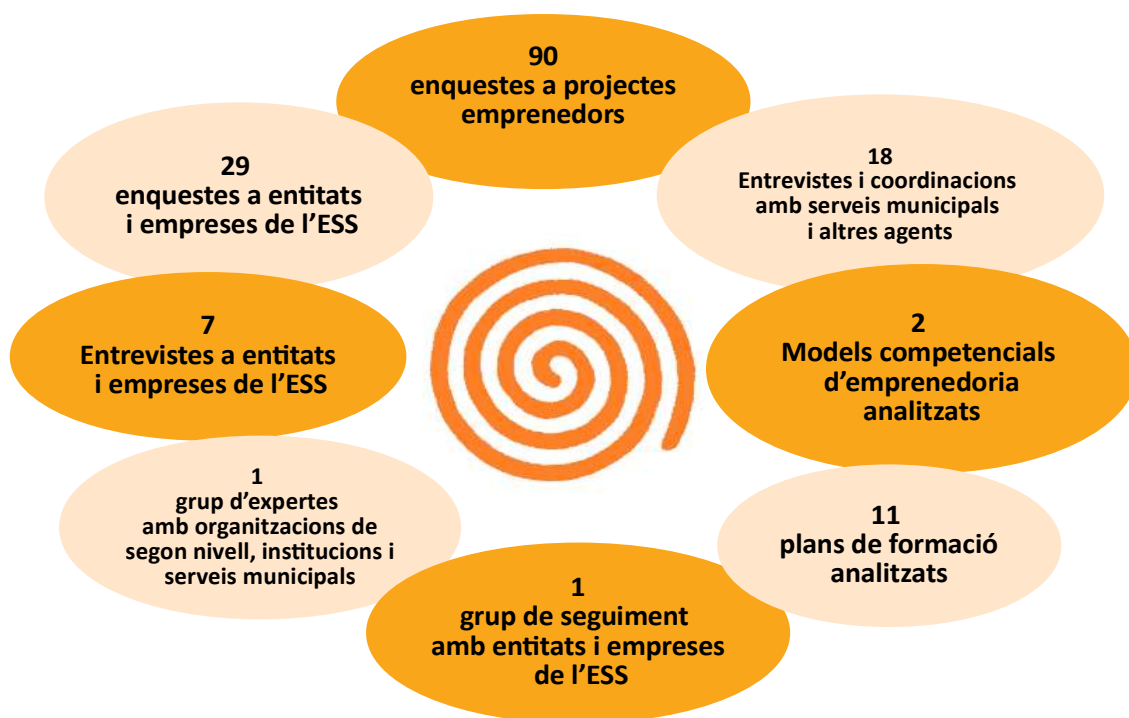 90
enquestes a projectes
emprenedors
29
enquestes a entitats
i empreses de l’ESS
18
Entrevistes i coordinacions
amb serveis municipals
i altres agents
7
Entrevistes a entitats
i empreses de l’ESS
2
Models competencials
d’emprenedoria
analitzats
1
grup d’expertes
amb organitzacions de
segon nivell, institucions i
serveis municipals
11
plans de formació
analitzats
1
grup de seguiment
amb entitats i empreses
de l’ESS